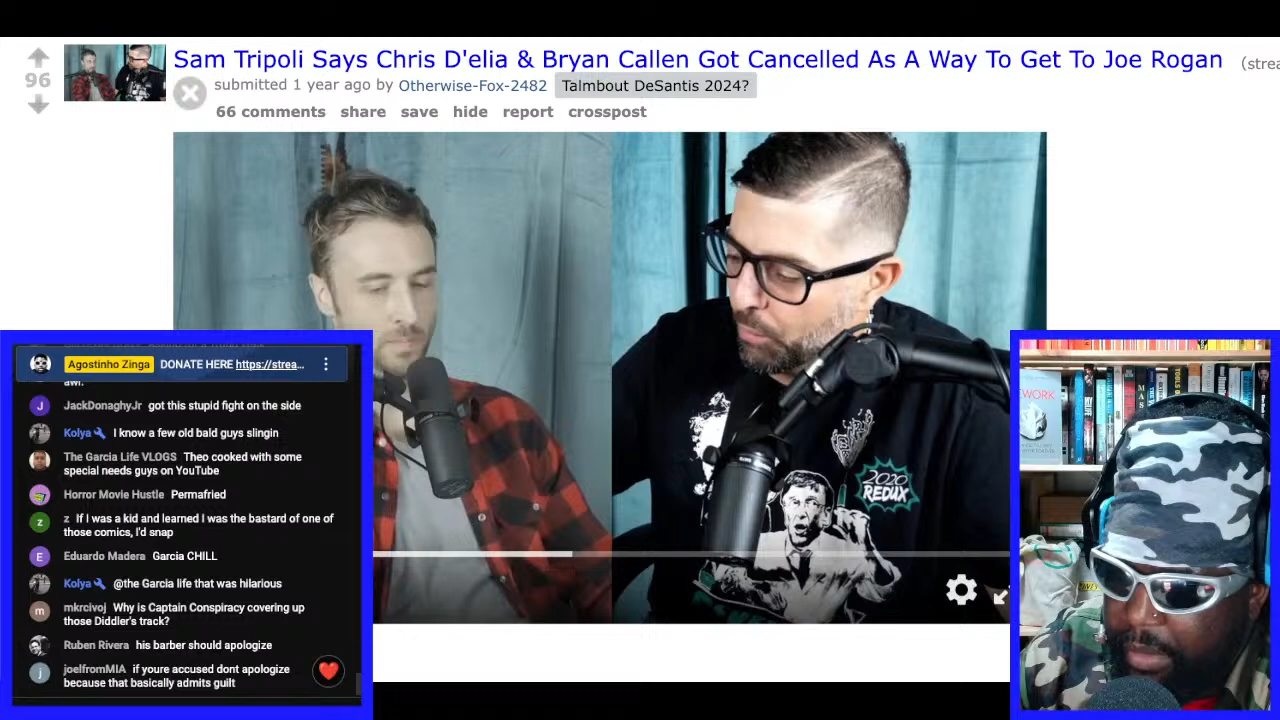 Sam Tripoli Says Chris D'elia & Bryan Callen Got Cancelled As A Way To Get To Joe Rogan (strea
96
submitted 1 year ago by Otherwise-Fox-2482 Talmbout DeSantis 2024?
66 comments share save hide report crosspost
2020
REDUX
Agostinho Zinga DONATE HERE https://strea...
awf.
J JackDonaghyJr got this stupid fight on the side
Kolya I know a few old bald guys slingin
The Garcia Life VLOGS Theo cooked with some
special needs guys on YouTube
Horror Movie Hustle Permafried
z z If I was a kid and learned I was the bastard of one of
those comics, I'd snap
E Eduardo Madera Garcia CHILL
Kolya @the Garcia life that was hilarious
m mkrcivoj Why is Captain Conspiracy covering up
those Diddler's track?
Ruben Rivera his barber should apologize
j joelfromMIA if youre accused dont apologize
because that basically admits guilt
WORK